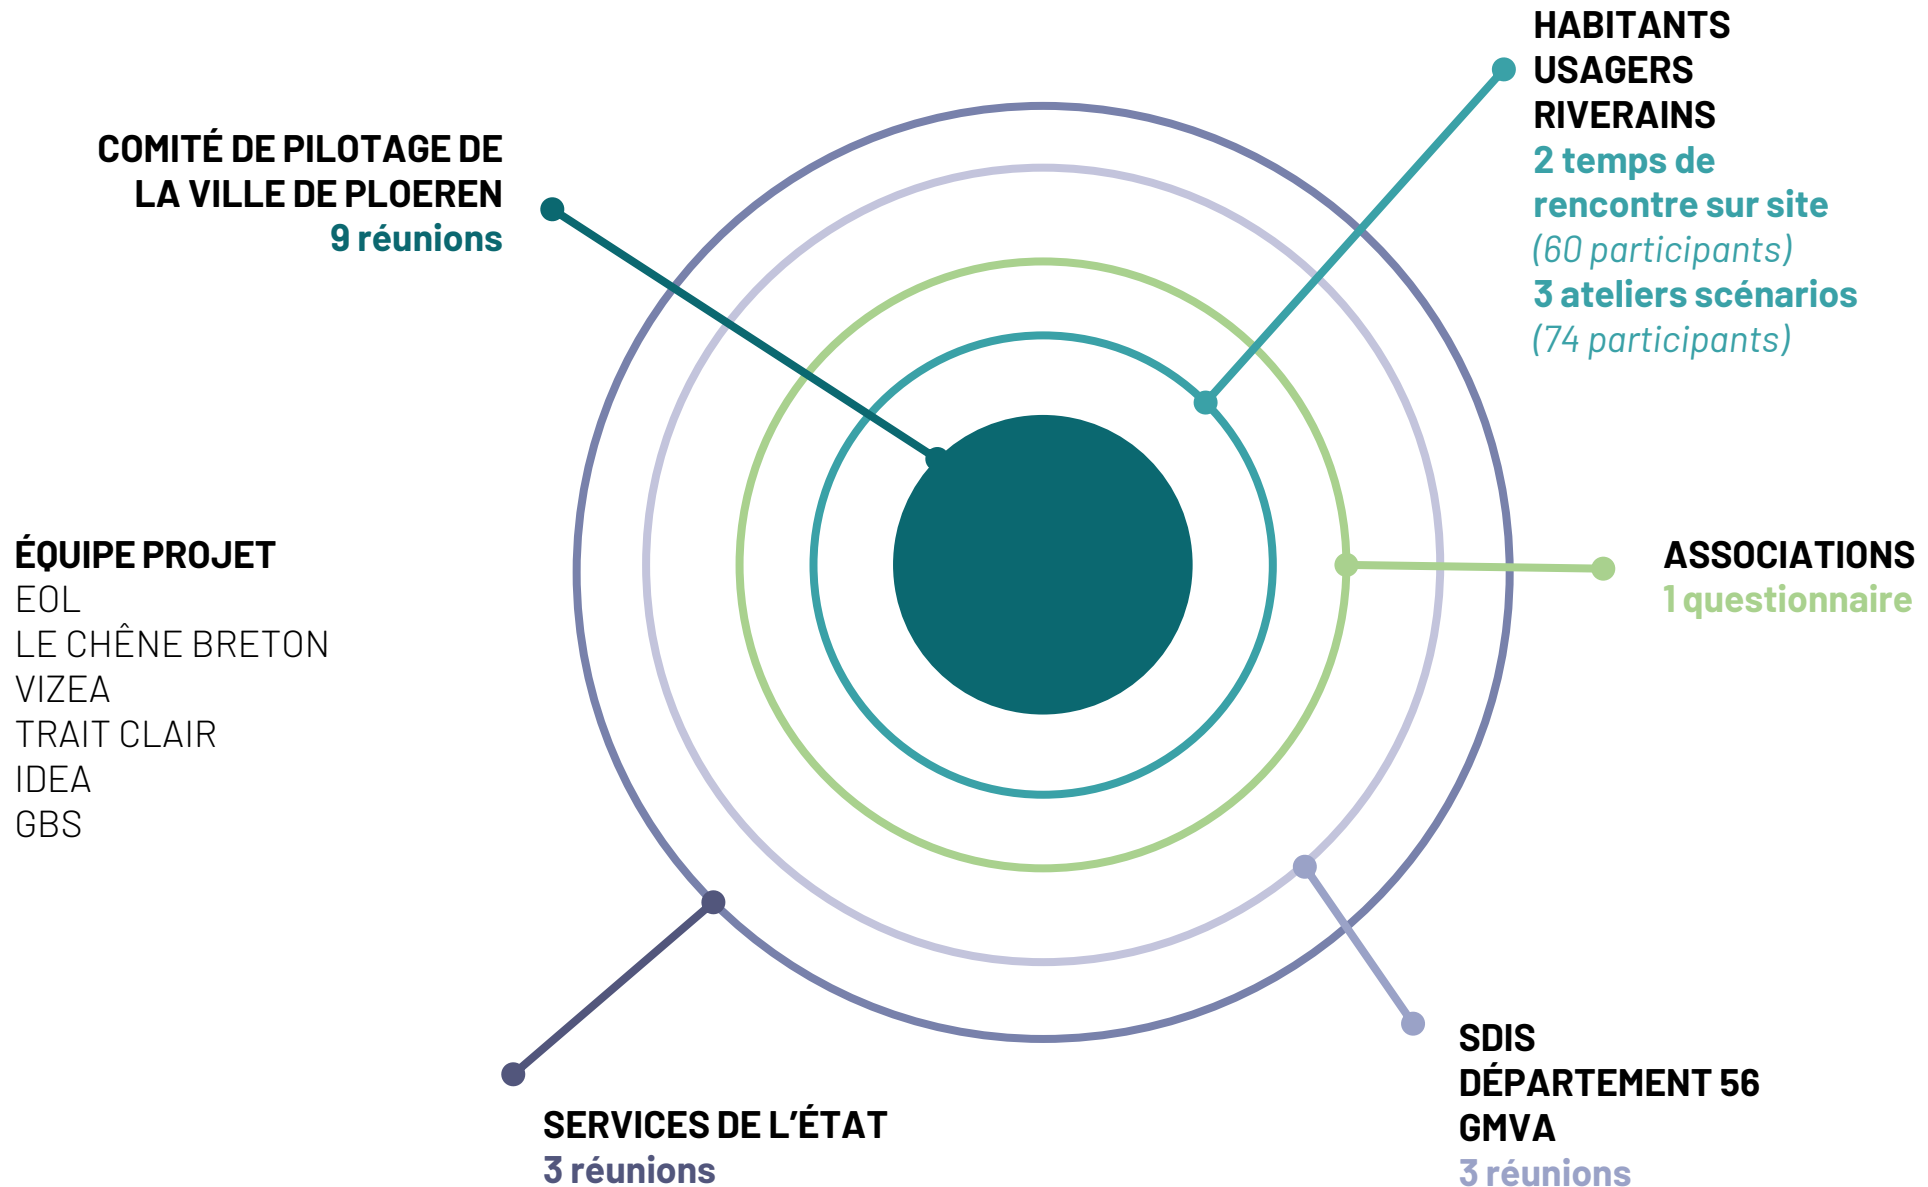 HABITANTS
USAGERS
RIVERAINS
2 temps de
rencontre sur site
(60 participants)
3 ateliers scénarios
(74 participants)
COMITÉ DE PILOTAGE DE
LA VILLE DE PLOEREN
9 réunions
ÉQUIPE PROJET
EOL
LE CHÊNE BRETON
VIZEA
TRAIT CLAIR
IDEA
GBS
ASSOCIATIONS
1 questionnaire
SDIS
DÉPARTEMENT 56
GMVA
3 réunions
SERVICES DE L’ÉTAT
3 réunions